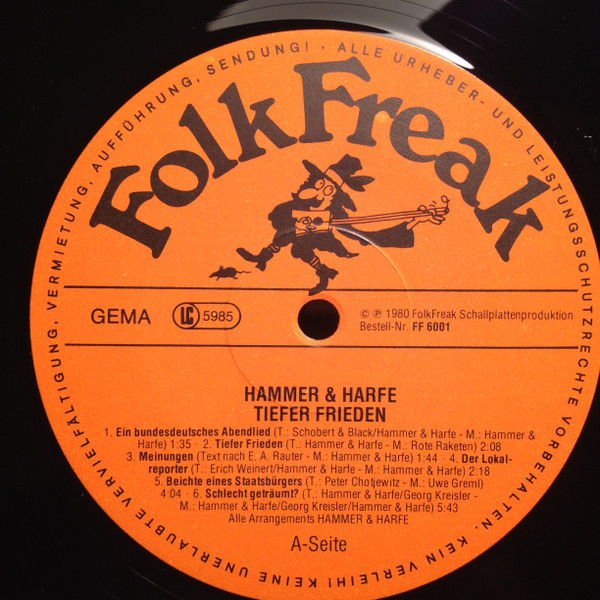 VERVIELFÄLTIGUNG, VERMIETUNG, AUFFÜHRUNG, SENDUNG! · ALLE URHEBER- UND LEISTUNGSSCHUTZRECHTE VORBEHALTEN. KEIN VERLEIH! KEINE UNERLAUBTE
FolkFreak
GEMA
LC 5985
© ℗ 1980 FolkFreak Schallplattenproduktion
Bestell-Nr. FF 6001
HAMMER & HARFE
TIEFER FRIEDEN
1. Ein bundesdeutsches Abendlied (T.: Schobert & Black/Hammer & Harfe - M.: Hammer &
Harfe) 1:35 · 2. Tiefer Frieden (T.: Hammer & Harfe - M.: Rote Raketen) 2:08
3. Meinungen (Text nach E. A. Rauter - M.: Hammer & Harfe) 1:44 · 4. Der Lokal-
reporter (T.: Erich Weinert/Hammer & Harfe - M.: Hammer & Harfe) 2:18
5. Beichte eines Staatsbürgers (T.: Peter Chotjewitz - M.: Uwe Greml)
4:04 · 6. Schlecht geträumt? (T.: Hammer & Harfe/Georg Kreisler -
M.: Hammer & Harfe/Georg Kreisler/Hammer & Harfe) 5:43
Alle Arrangements HAMMER & HARFE
A-Seite